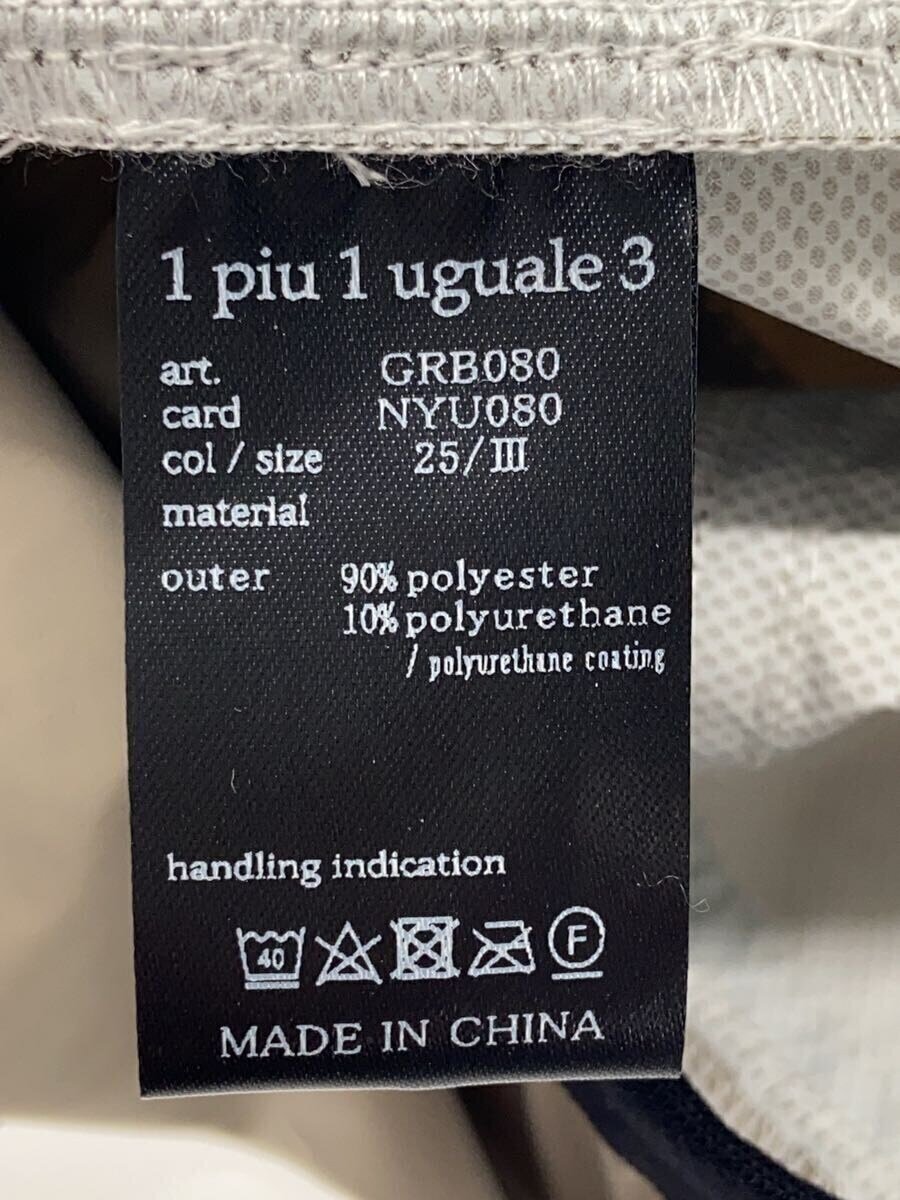 1 piu 1 uguale 3
art. GRB080
card NYU080
col / size 25/Ⅲ
material
outer 90% polyester
10% polyurethane
/ polyurethane coating
handling indication
40 F
MADE IN CHINA